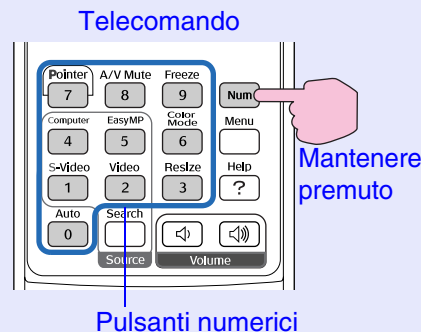 Telecomando
Pointer A/V Mute Freeze
7 8 9 Num
Computer EasyMP Color Mode Menu
4 5 6
S-Video Video Resize Help
1 2 3 ?
Auto Search
0
Source Volume
Mantenere
premuto
Pulsanti numerici